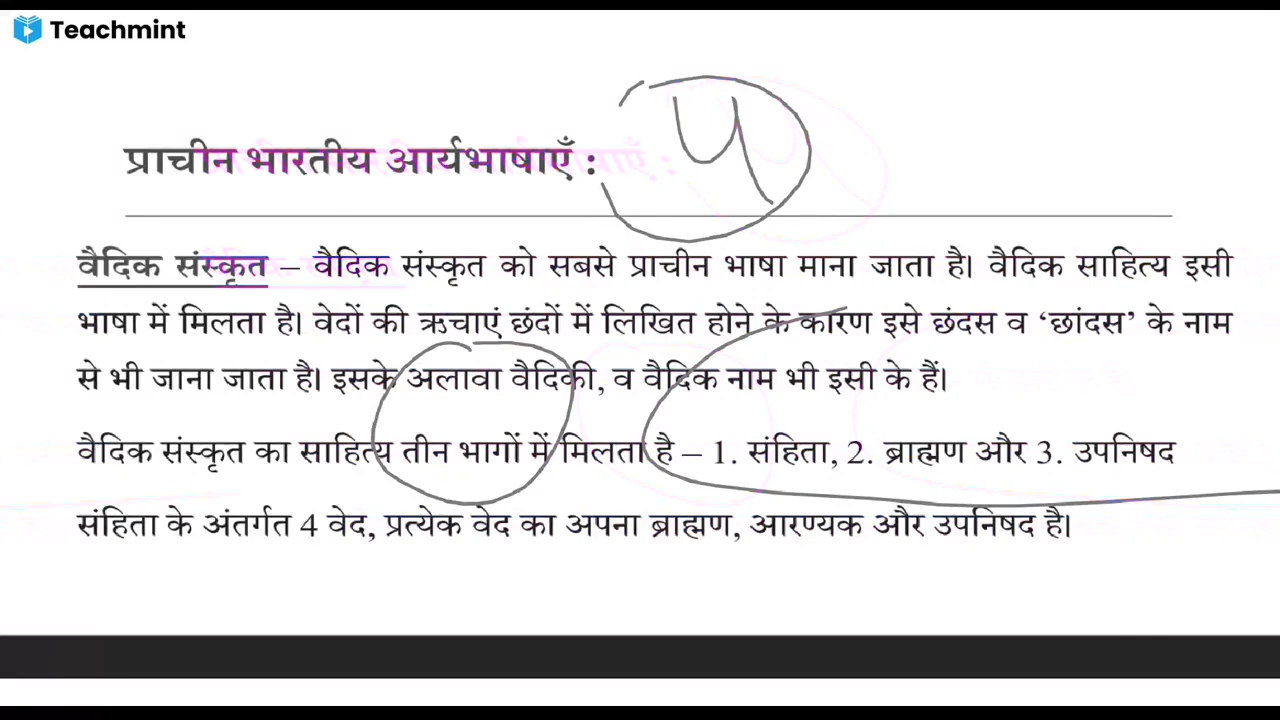 Teachmint
प्राचीन भारतीय आर्यभाषाएँ :
वैदिक संस्कृत – वैदिक संस्कृत को सबसे प्राचीन भाषा माना जाता है। वैदिक साहित्य इसी
भाषा में मिलता है। वेदों की ऋचाएं छंदों में लिखित होने के कारण इसे छंदस व ‘छांदस’ के नाम
से भी जाना जाता है। इसके अलावा वैदिकी, व वैदिक नाम भी इसी के हैं।
वैदिक संस्कृत का साहित्य तीन भागों में मिलता है – 1. संहिता, 2. ब्राह्मण और 3. उपनिषद
संहिता के अंतर्गत 4 वेद, प्रत्येक वेद का अपना ब्राह्मण, आरण्यक और उपनिषद है।